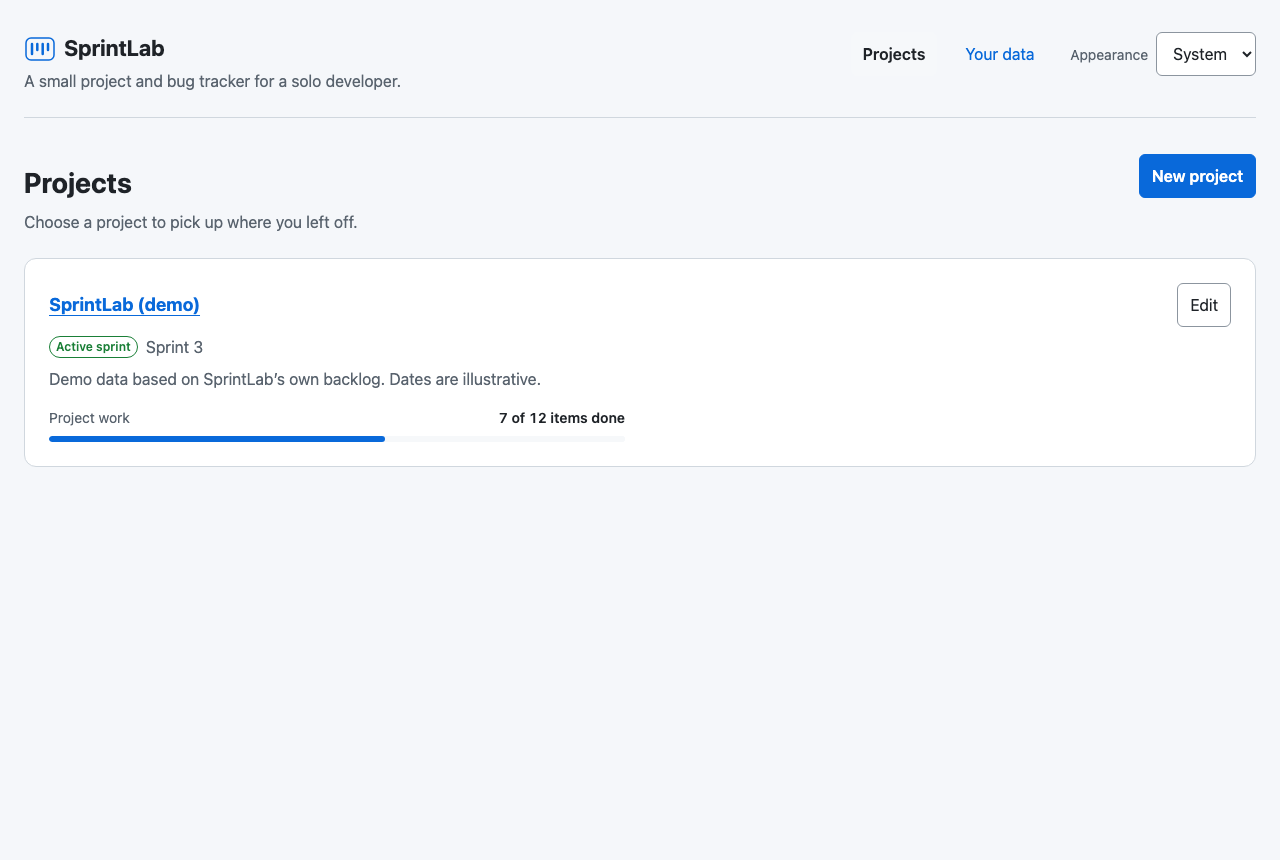 SprintLab
A small project and bug tracker for a solo developer.
Projects
Your data
Appearance
System
Projects
New project
Choose a project to pick up where you left off.
SprintLab (demo)
Edit
Active sprint Sprint 3
Demo data based on SprintLab’s own backlog. Dates are illustrative.
Project work
7 of 12 items done